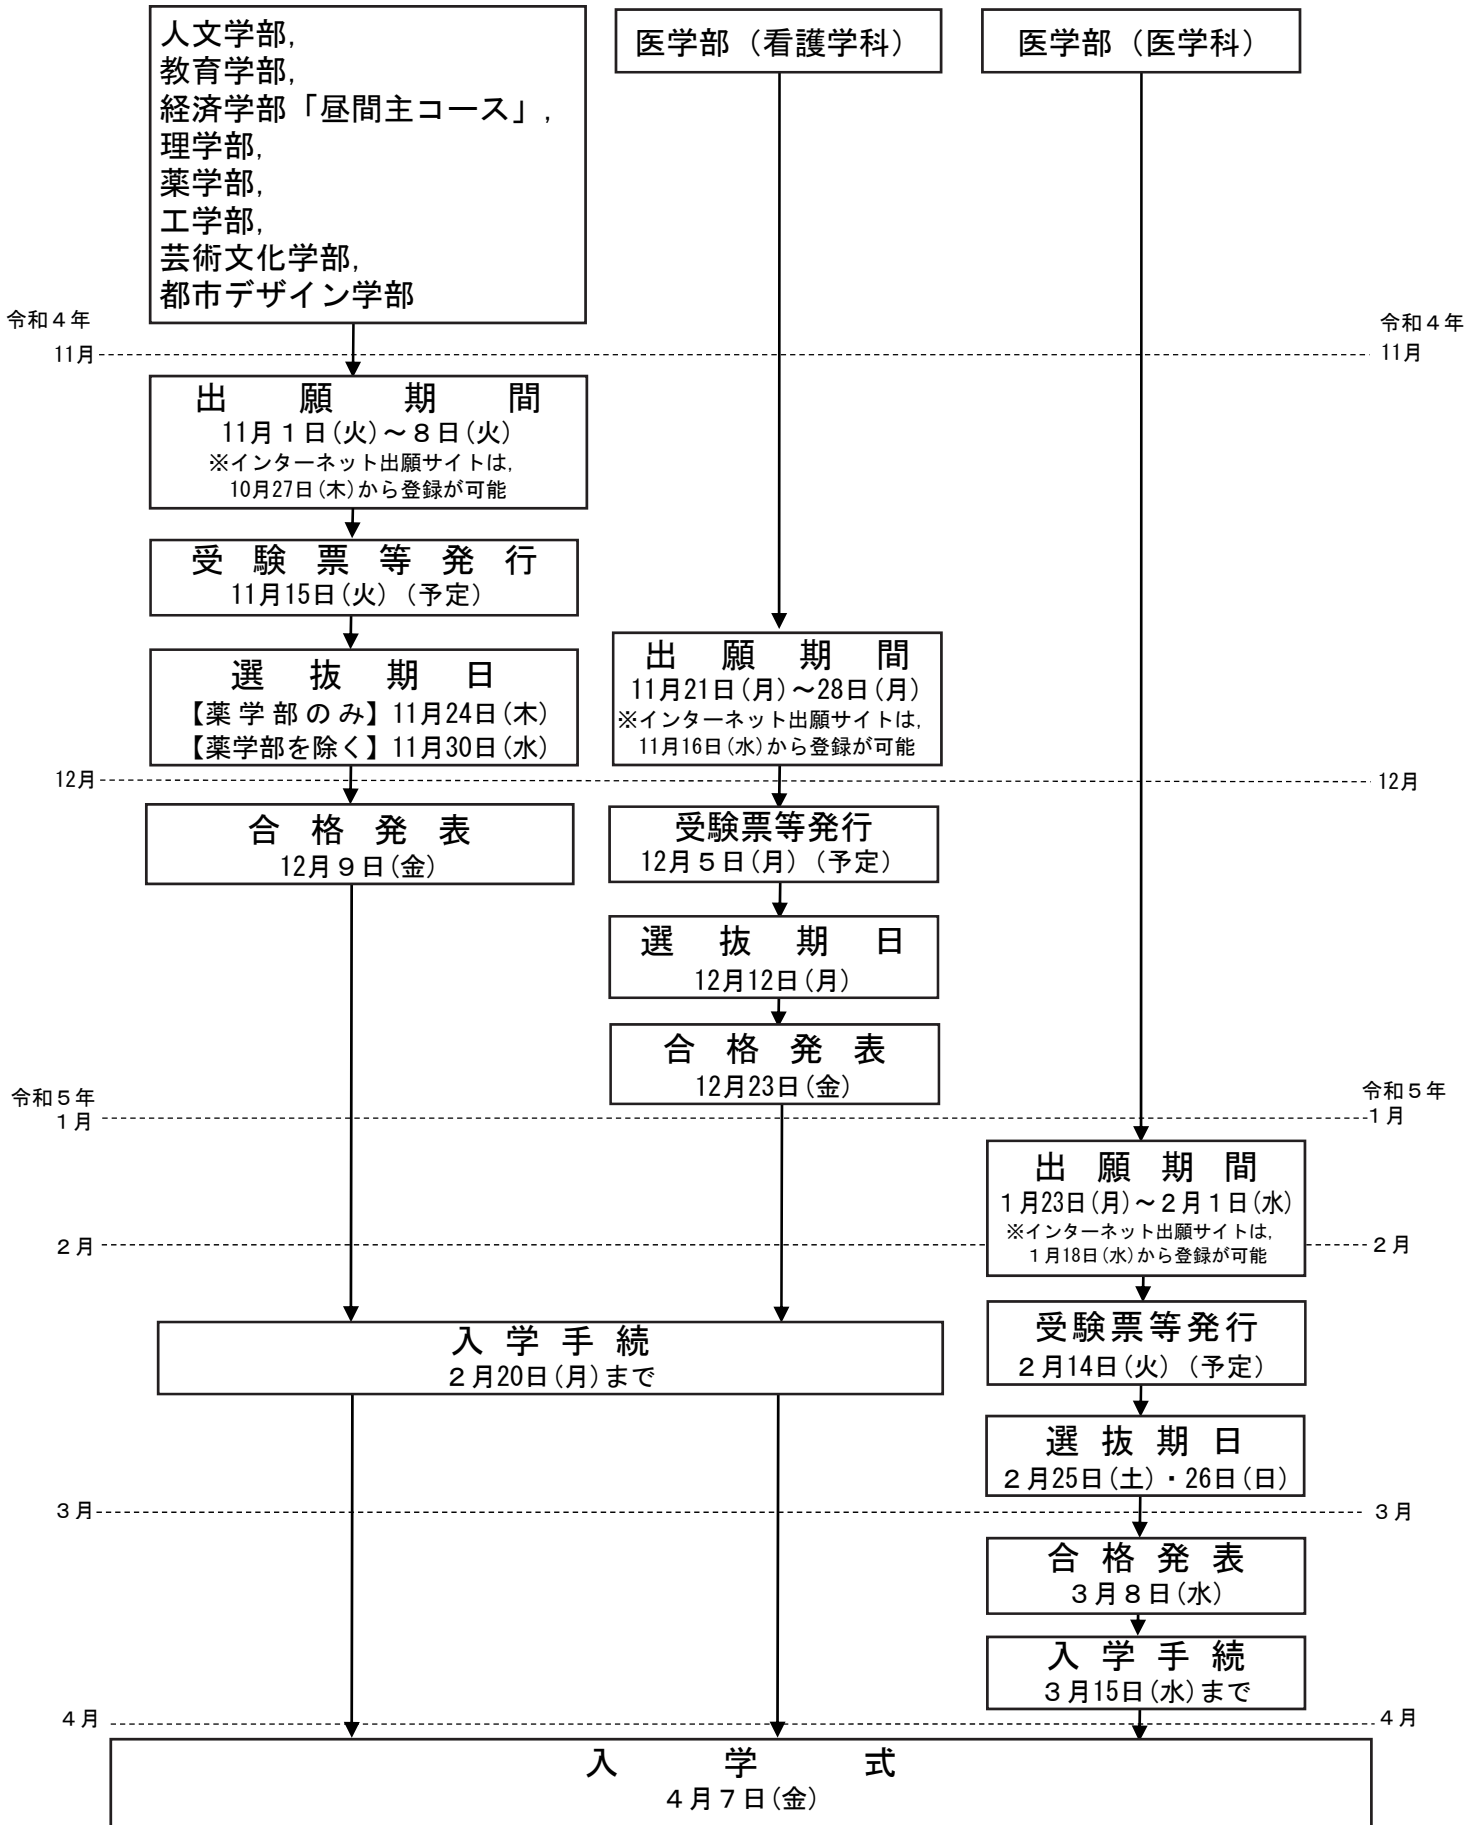 人文学部,
教育学部,
経済学部「昼間主コース」,
理学部,
薬学部,
工学部,
芸術文化学部,
都市デザイン学部
医学部（看護学科）
医学部（医学科）
令和４年
11月
令和４年
11月
出願期間
11月１日(火)～８日(火)
※インターネット出願サイトは,
10月27日(木)から登録が可能
受験票等発行
11月15日(火)（予定）
選抜期日
【薬学部のみ】11月24日(木)
【薬学部を除く】11月30日(水)
出願期間
11月21日(月)～28日(月)
※インターネット出願サイトは,
11月16日(水)から登録が可能
12月
12月
合格発表
12月９日(金)
受験票等発行
12月５日(月)（予定）
選抜期日
12月12日(月)
合格発表
12月23日(金)
令和５年
１月
令和５年
１月
出願期間
１月23日(月)～２月１日(水)
※インターネット出願サイトは,
１月18日(水)から登録が可能
２月
２月
入学手続
２月20日(月)まで
受験票等発行
２月14日(火)（予定）
選抜期日
２月25日(土)・26日(日)
３月
３月
合格発表
３月８日(水)
入学手続
３月15日(水)まで
４月
４月
入学式
４月７日(金)